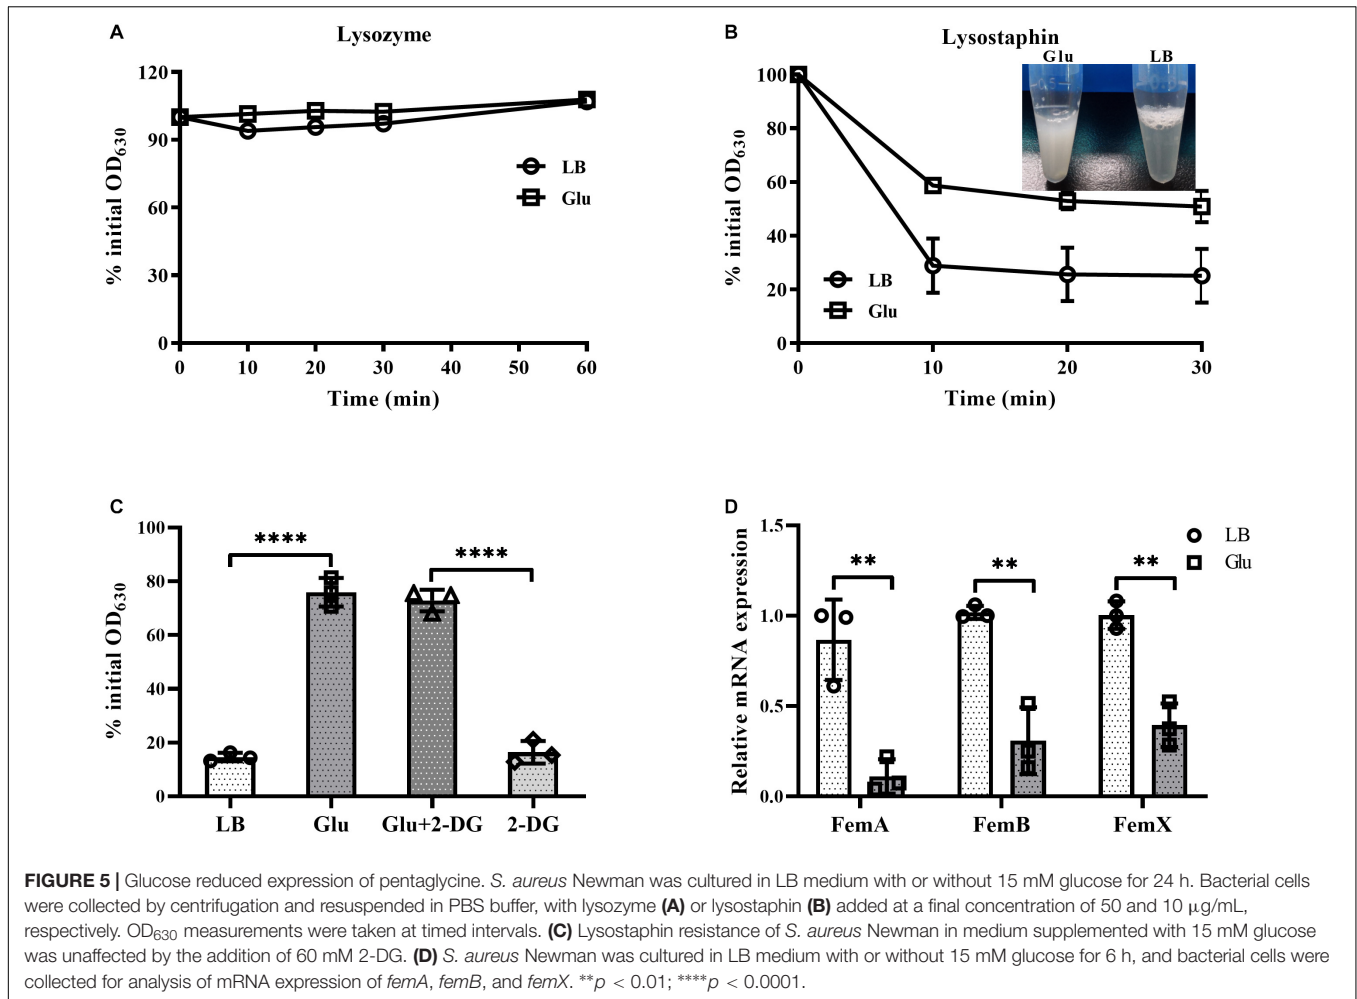 A
Lysozyme
% initial OD630
120
90
60
30
0
LB
Glu
0 10 20 30 40 50 60
Time (min)
B
Lysostaphin
Glu LB
% initial OD630
100
80
60
40
20
0
LB
Glu
0 10 20 30
Time (min)
C
% initial OD630
100
80
60
40
20
0
**** ****
LB Glu Glu+2-DG 2-DG
D
Relative mRNA expression
1.5
1.0
0.5
0.0
LB
Glu
** ** **
FemA FemB FemX
FIGURE 5 | Glucose reduced expression of pentaglycine. S. aureus Newman was cultured in LB medium with or without 15 mM glucose for 24 h. Bacterial cells
were collected by centrifugation and resuspended in PBS buffer, with lysozyme (A) or lysostaphin (B) added at a final concentration of 50 and 10 μg/mL,
respectively. OD630 measurements were taken at timed intervals. (C) Lysostaphin resistance of S. aureus Newman in medium supplemented with 15 mM glucose
was unaffected by the addition of 60 mM 2-DG. (D) S. aureus Newman was cultured in LB medium with or without 15 mM glucose for 6 h, and bacterial cells were
collected for analysis of mRNA expression of femA, femB, and femX. **p < 0.01; ****p < 0.0001.